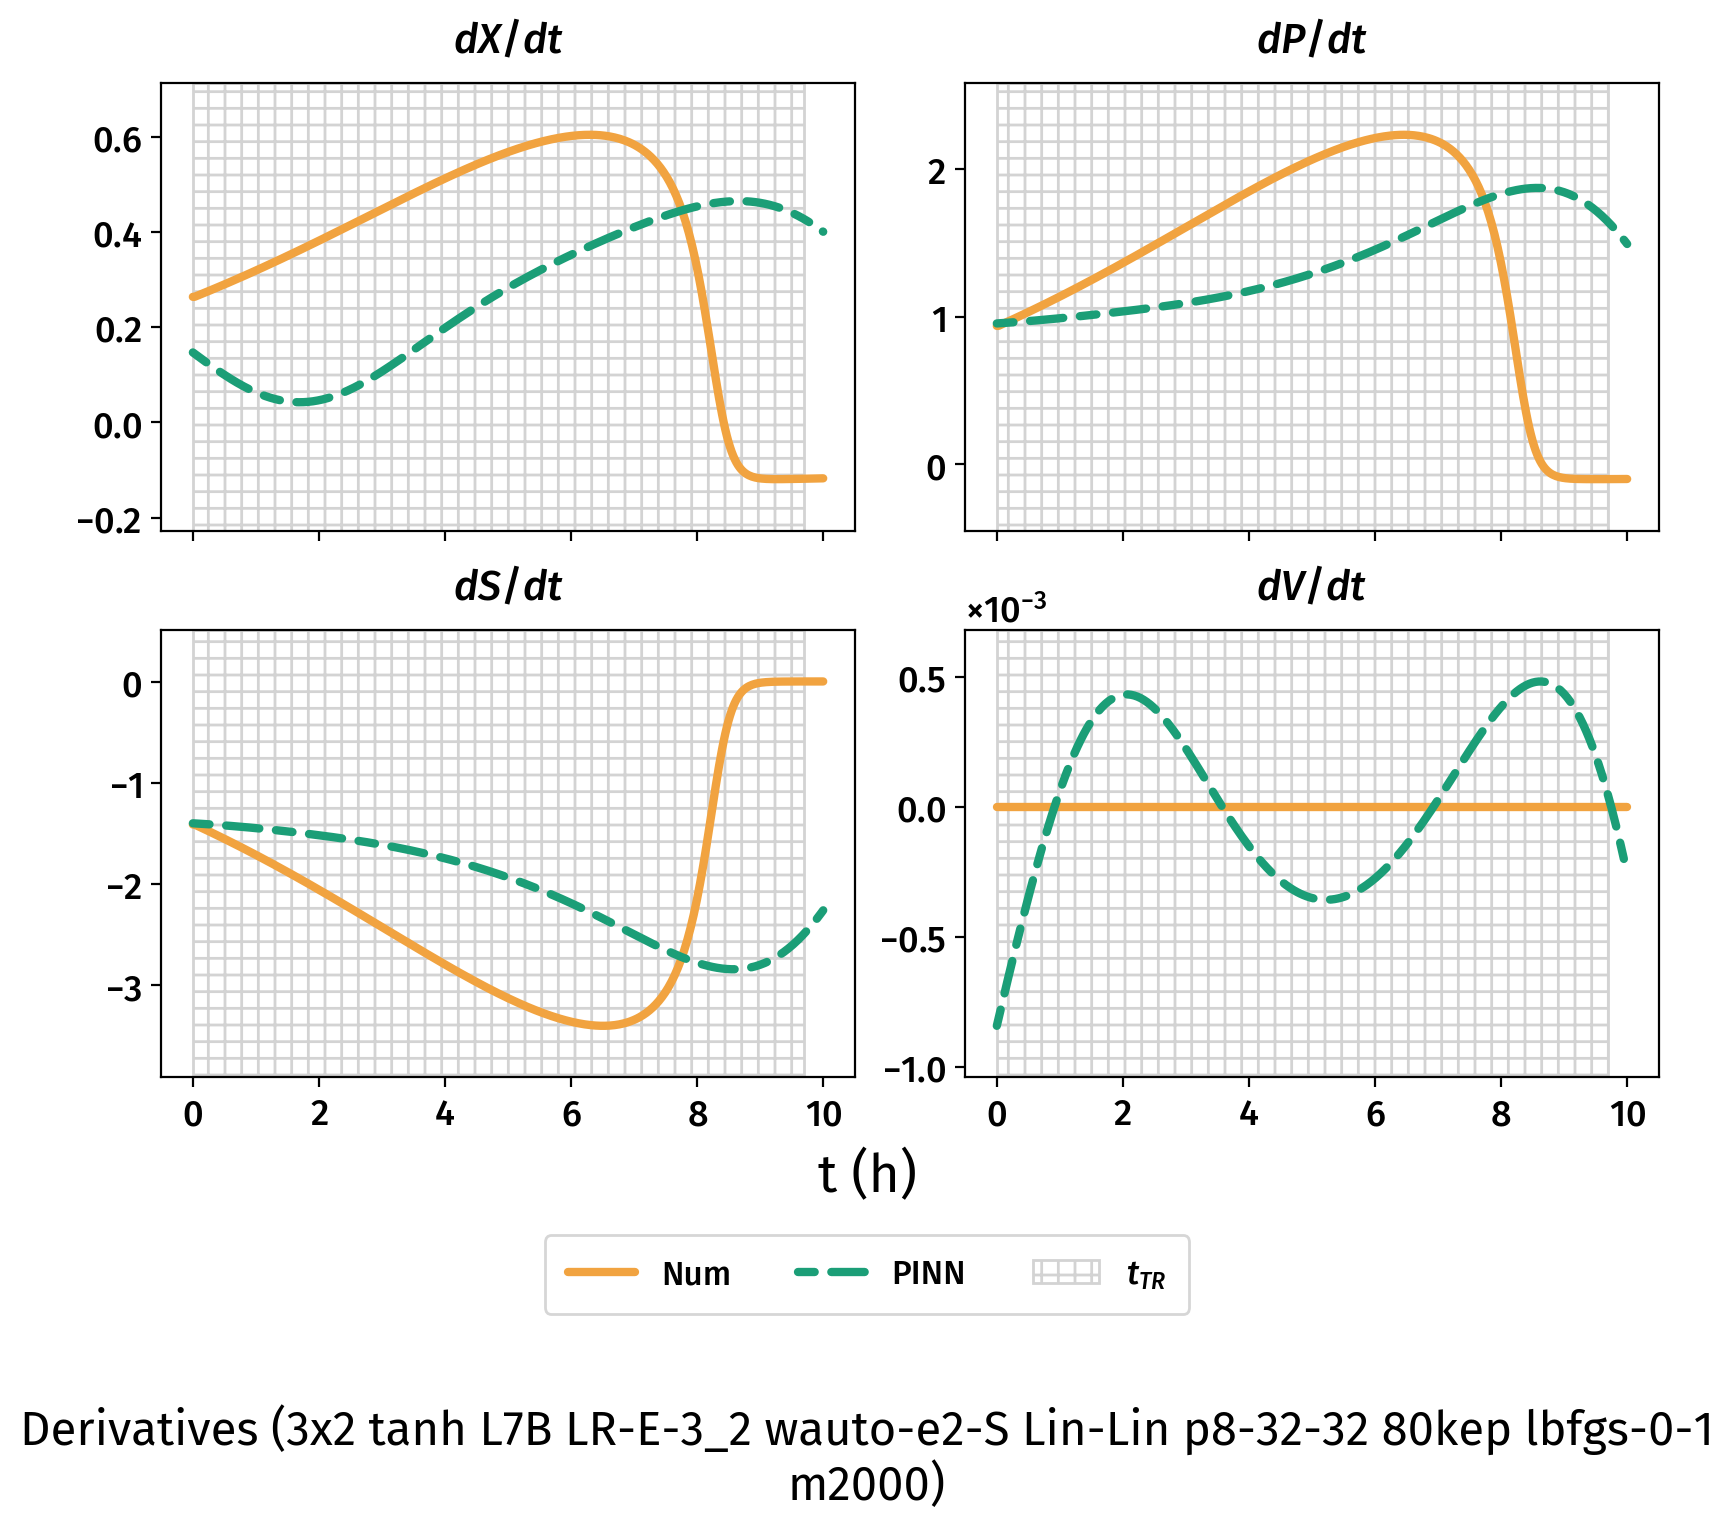 dX/dt
dP/dt
0.6
0.4
0.2
0.0
−0.2
2
1
0
dS/dt
dV/dt
×10⁻³
0
−1
−2
−3
0.5
0.0
−0.5
−1.0
0 2 4 6 8 10
0 2 4 6 8 10
t (h)
Num PINN t_TR
Derivatives (3x2 tanh L7B LR-E-3_2 wauto-e2-S Lin-Lin p8-32-32 80kep lbfgs-0-1
m2000)